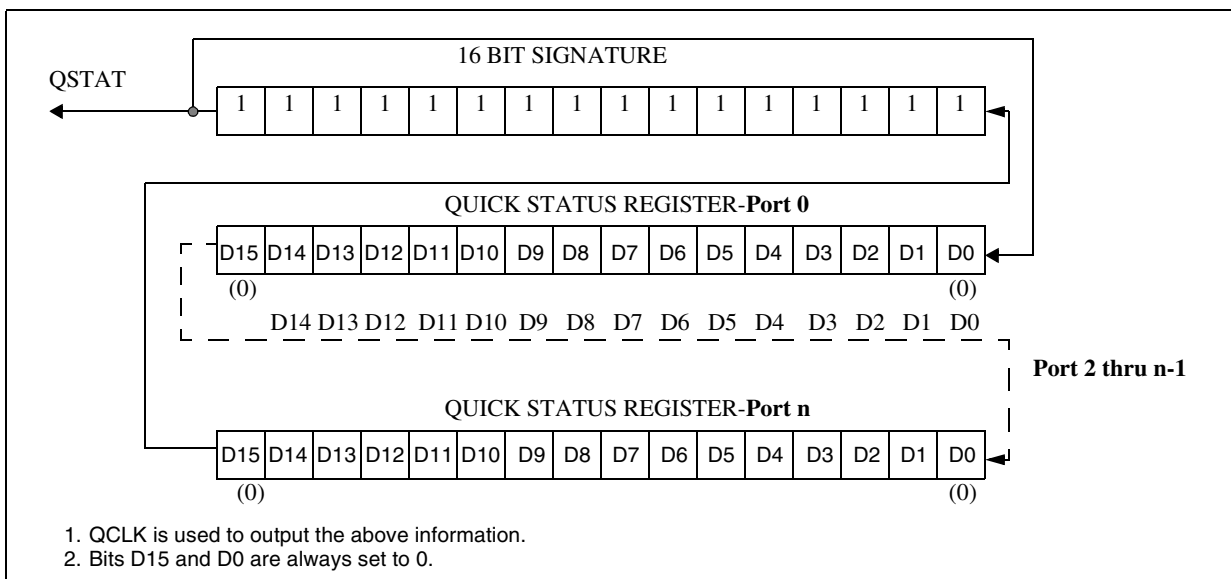 16 BIT SIGNATURE
QSTAT
1 1 1 1 1 1 1 1 1 1 1 1 1 1 1 1
QUICK STATUS REGISTER-Port 0
D15 D14 D13 D12 D11 D10 D9 D8 D7 D6 D5 D4 D3 D2 D1 D0
(0) (0)
D14 D13 D12 D11 D10 D9 D8 D7 D6 D5 D4 D3 D2 D1 D0
Port 2 thru n-1
QUICK STATUS REGISTER-Port n
D15 D14 D13 D12 D11 D10 D9 D8 D7 D6 D5 D4 D3 D2 D1 D0
(0) (0)
1. QCLK is used to output the above information.
2. Bits D15 and D0 are always set to 0.